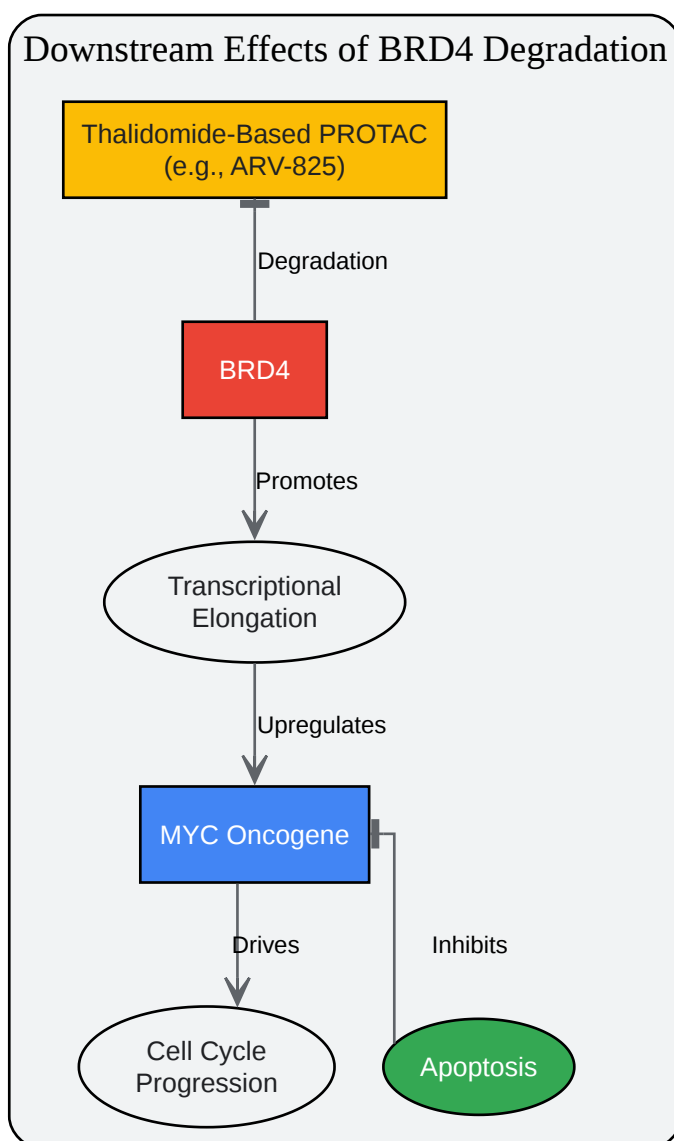 Downstream Effects of BRD4 Degradation
Thalidomide-Based PROTAC
(e.g., ARV-825)
Degradation
BRD4
Promotes
Transcriptional
Elongation
Upregulates
MYC Oncogene
Drives
Inhibits
Cell Cycle
Progression
Apoptosis